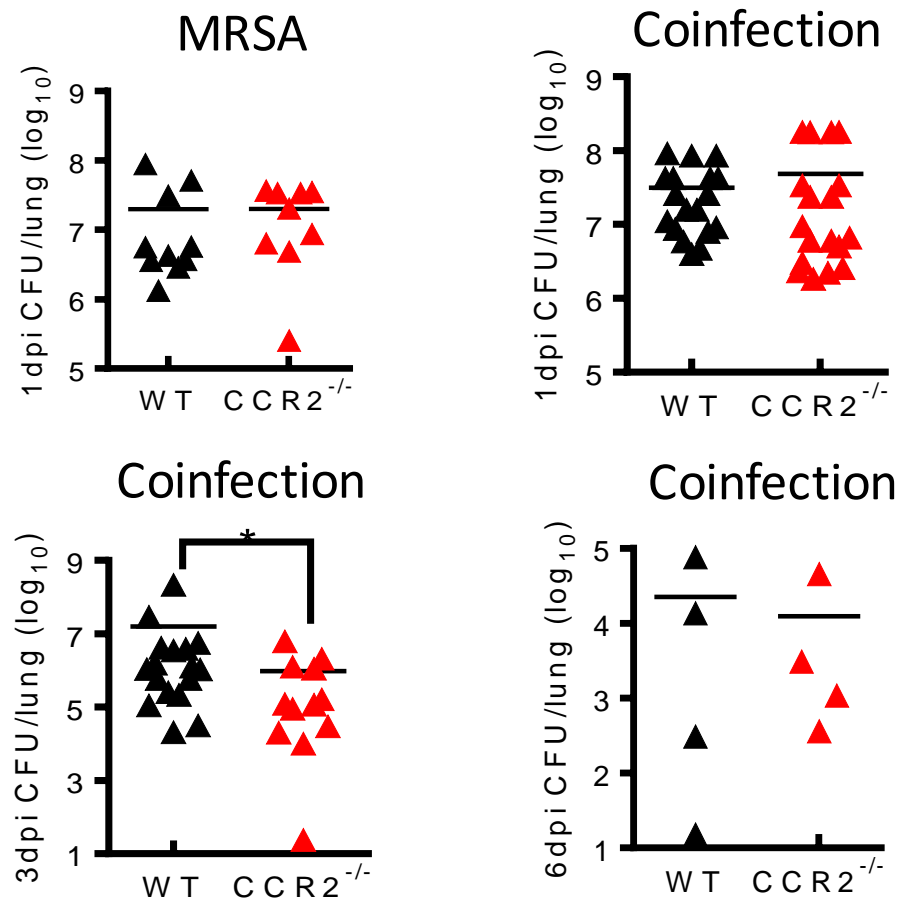 MRSA
1dpi CFU/lung (log10)
9
8
7
6
5
WT CCR2-/-
Coinfection
1dpi CFU/lung (log10)
9
8
7
6
5
WT CCR2-/-
Coinfection
3dpi CFU/lung (log10)
*
9
7
5
3
1
WT CCR2-/-
Coinfection
6dpi CFU/lung (log10)
5
4
3
2
1
WT CCR2-/-